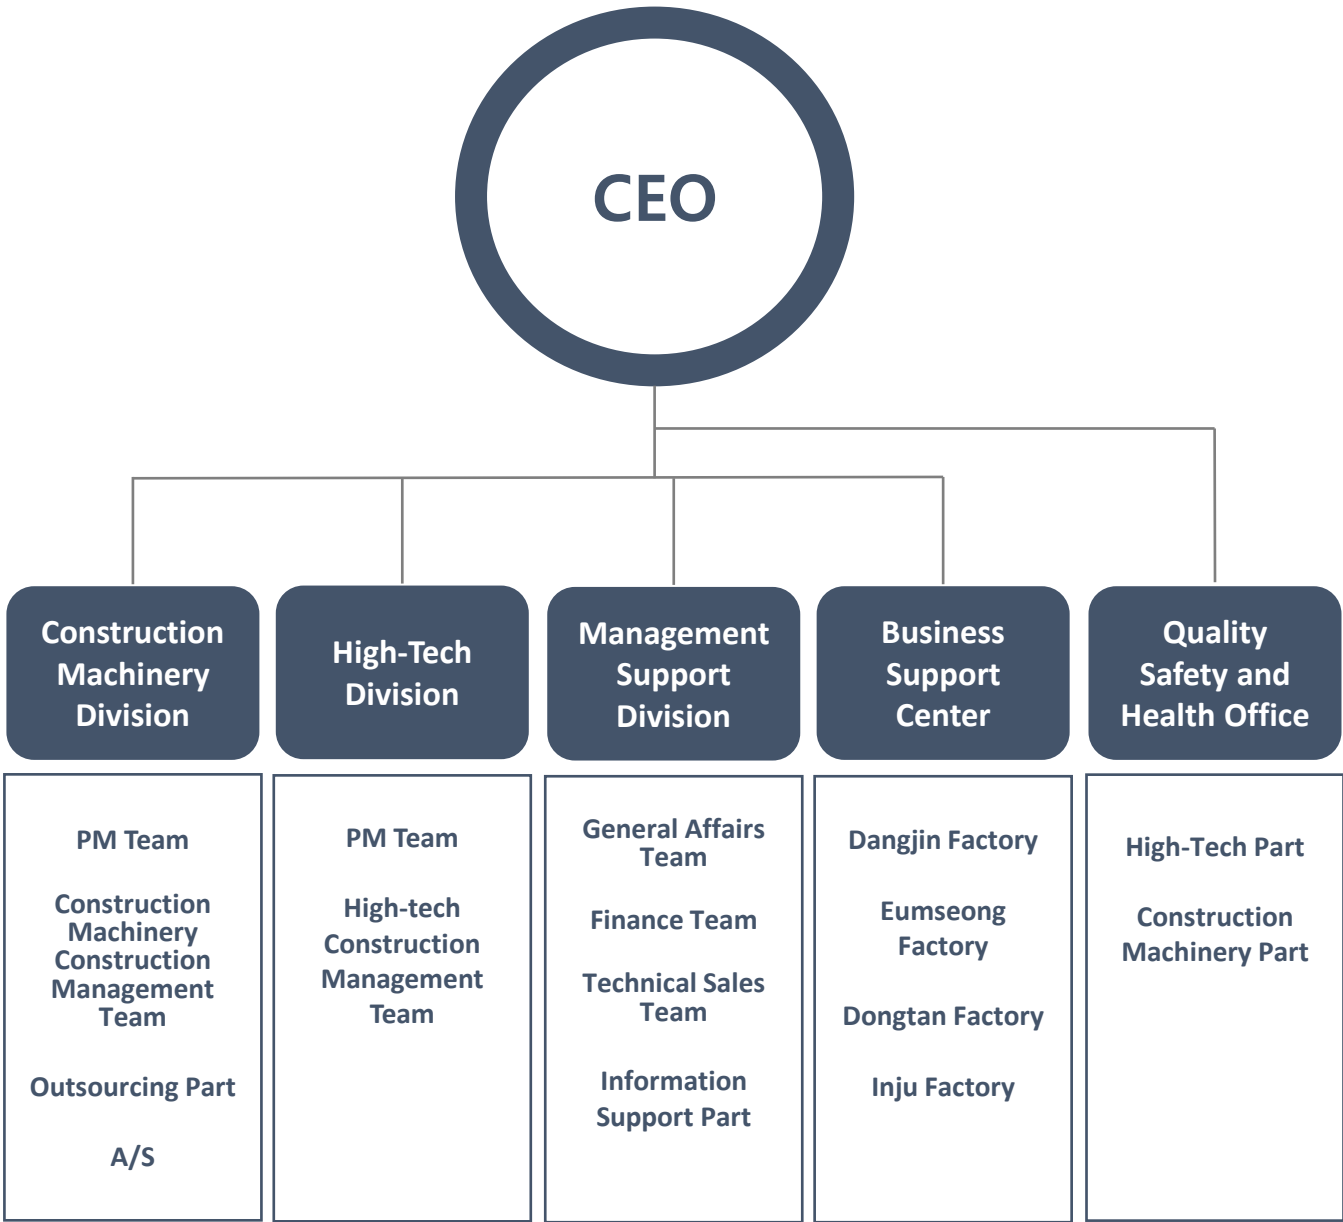 CEO
Construction
Machinery
Division
High-Tech
Division
Management
Support
Division
Business
Support
Center
Quality
Safety and
Health Office
PM Team
Construction
Machinery
Construction
Management
Team
Outsourcing Part
A/S
PM Team
High-tech
Construction
Management
Team
General Affairs
Team
Finance Team
Technical Sales
Team
Information
Support Part
Dangjin Factory
Eumseong
Factory
Dongtan Factory
Inju Factory
High-Tech Part
Construction
Machinery Part